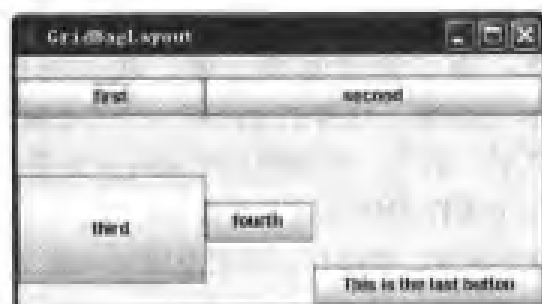 GridBagLayout
first second
third
fourth
This is the last button